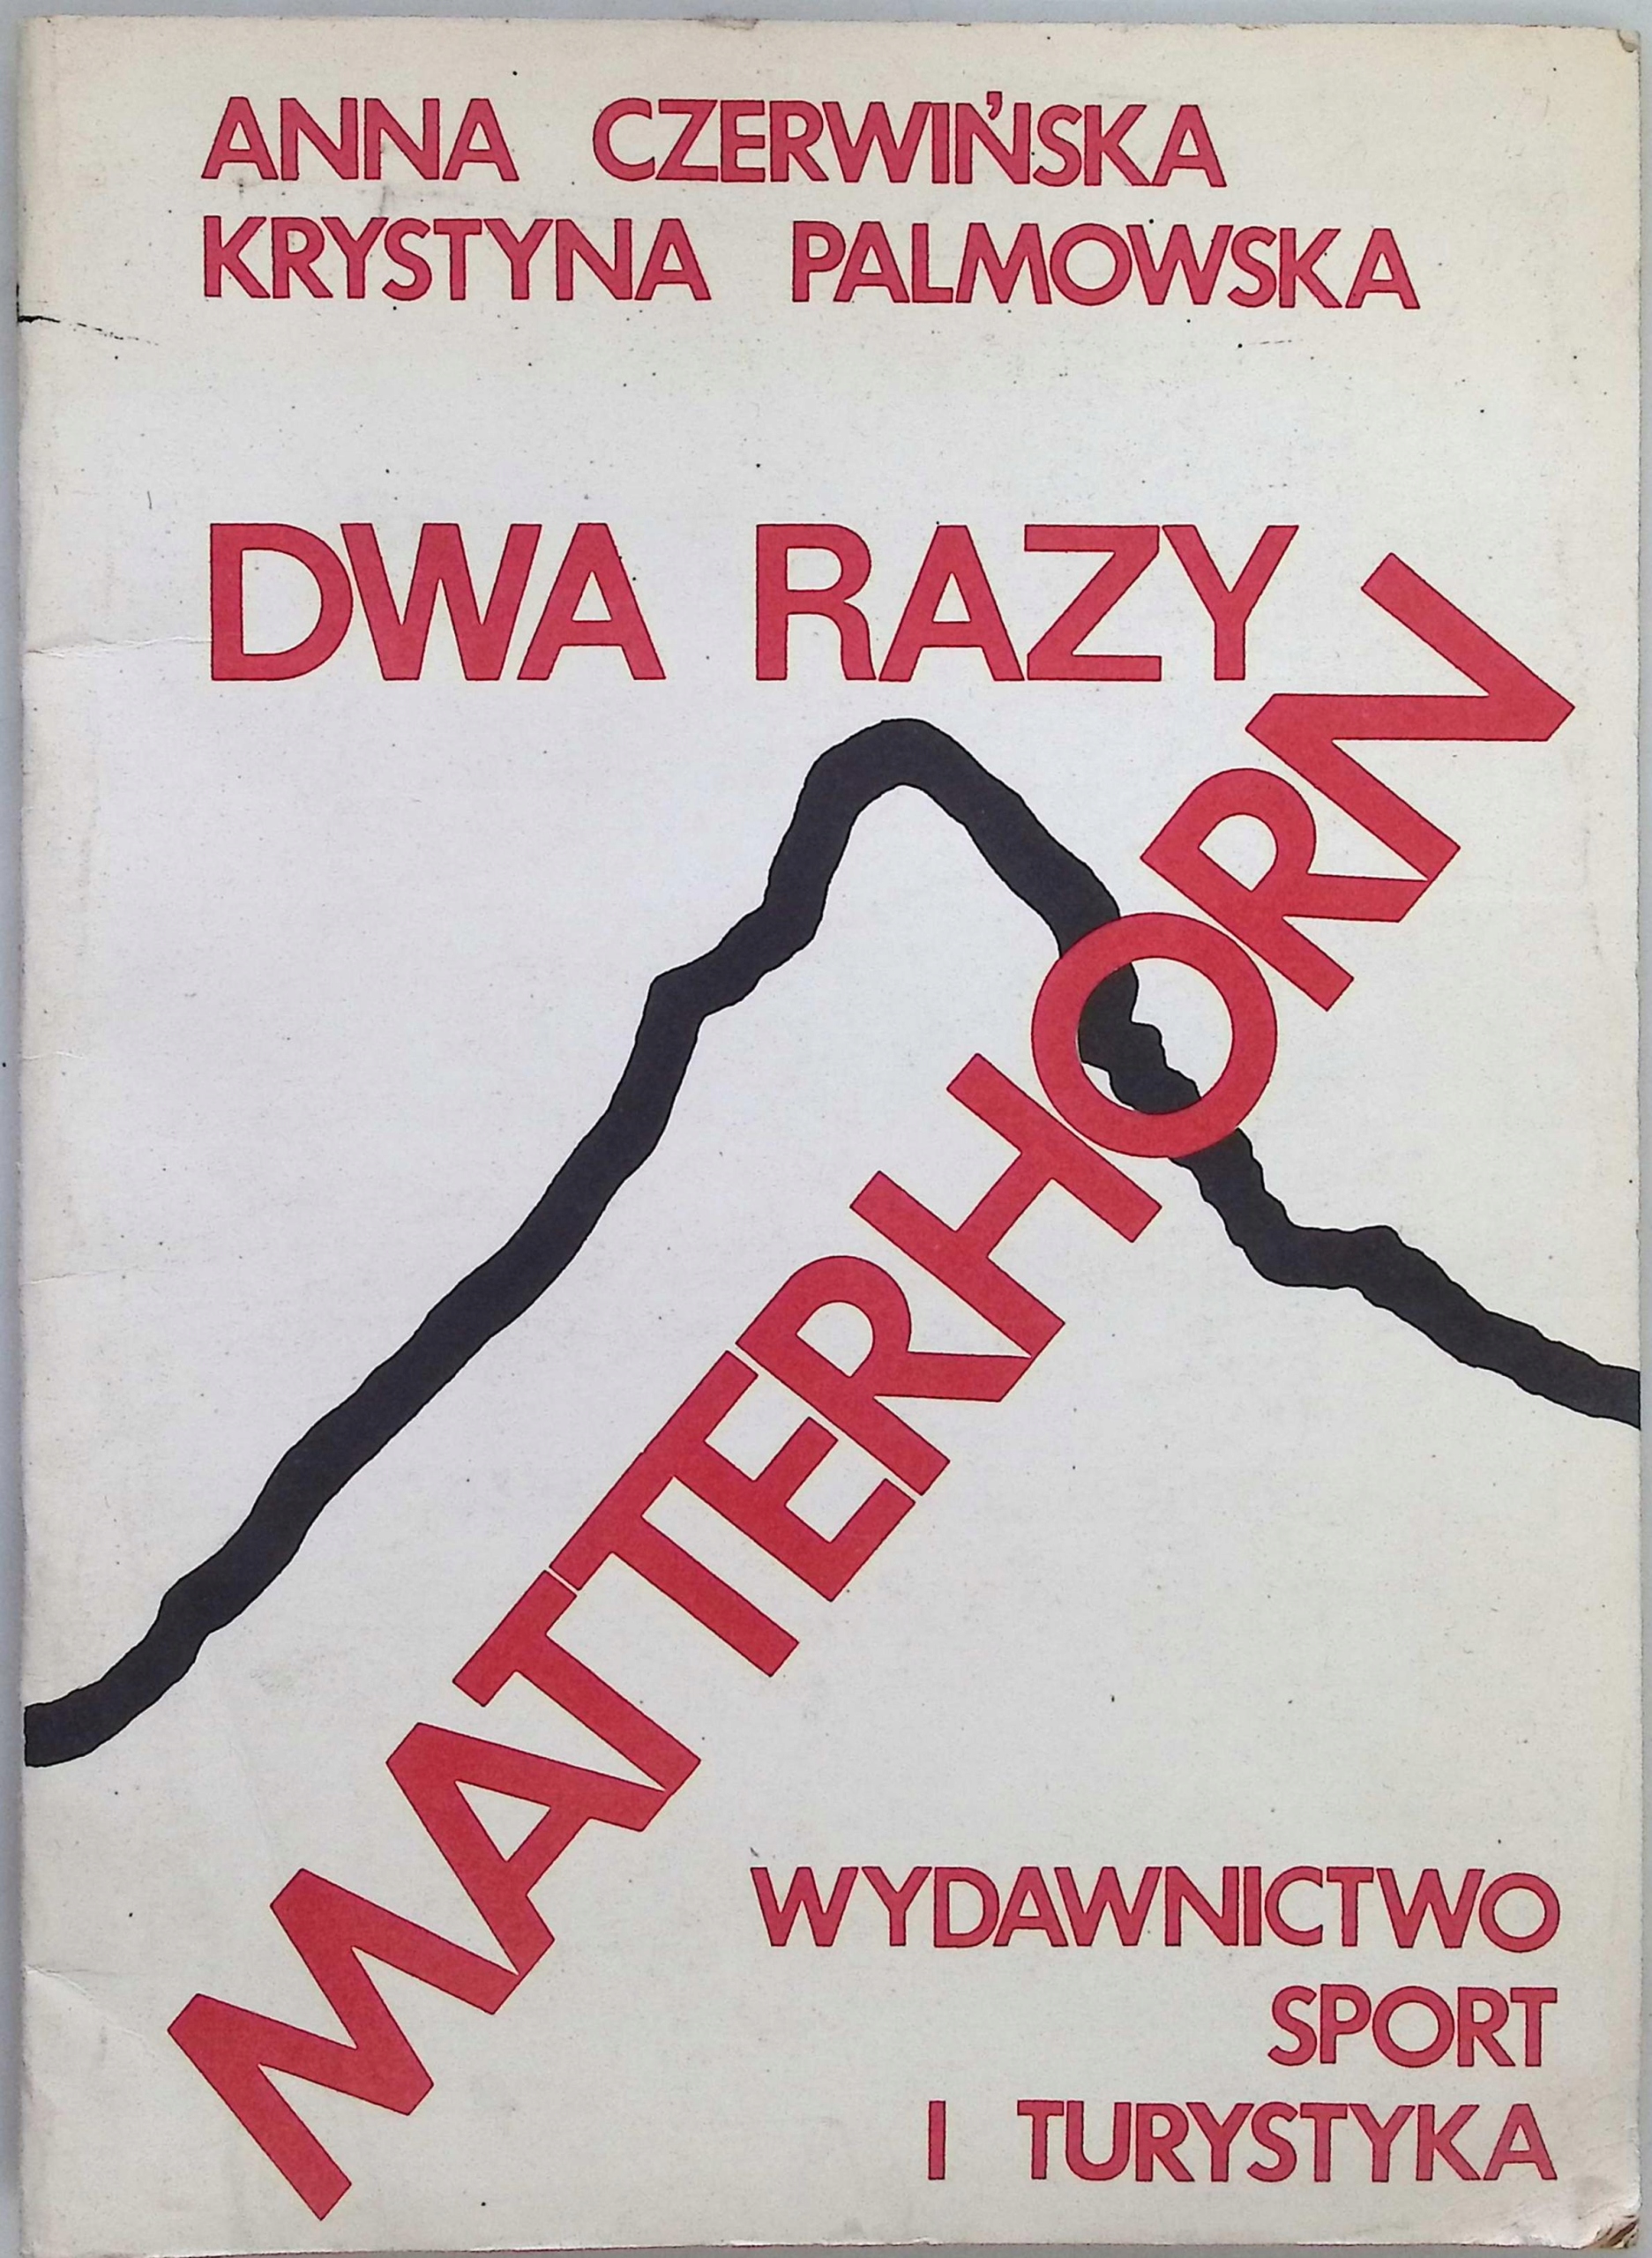 ANNA CZERWIŃSKA
KRYSTYNA PALMOWSKA
DWA RAZY
MATTERHORN
WYDAWNICTWO
SPORT
I TURYSTYKA